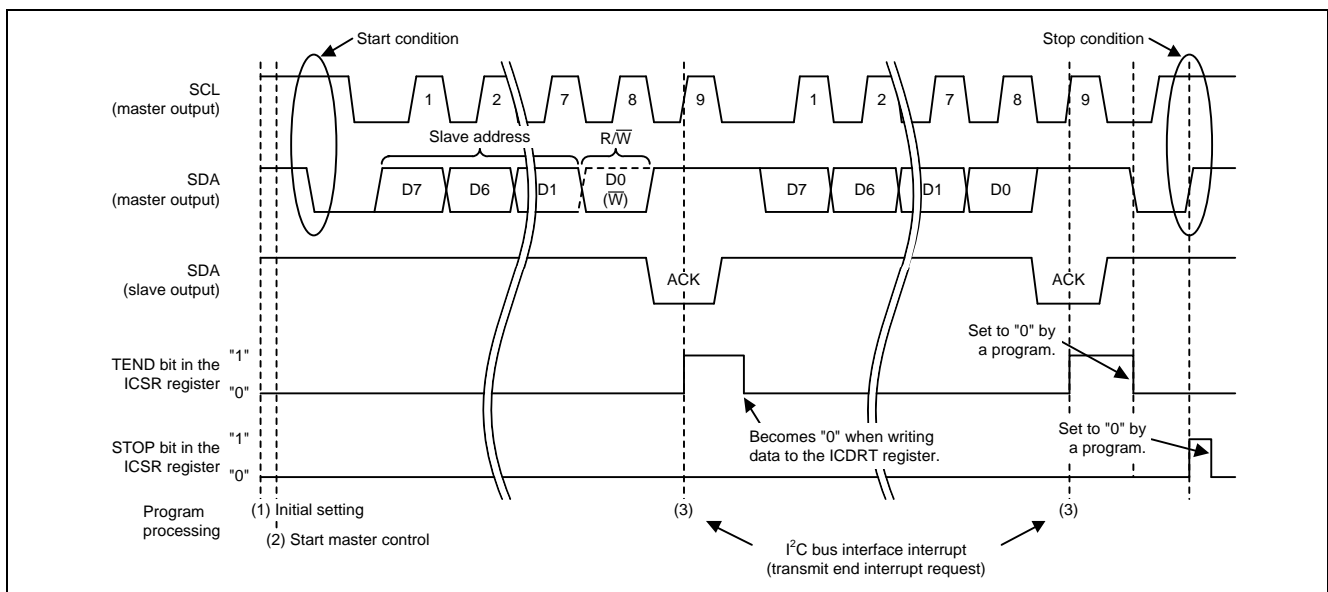 Start condition
Stop condition
SCL
(master output)
1 2 7 8 9 1 2 7 8 9
Slave address R/W̅
SDA
(master output)
D7 D6 D1 D0 D7 D6 D1 D0
(W̅)
SDA
(slave output)
ACK ACK
Set to "0" by
a program.
TEND bit in the
ICSR register
"1"
"0"
Becomes "0" when writing
data to the ICDRT register.
Set to "0" by
a program.
STOP bit in the
ICSR register
"1"
"0"
Program
processing
(1) Initial setting
(2) Start master control
(3) (3)
I²C bus interface interrupt
(transmit end interrupt request)